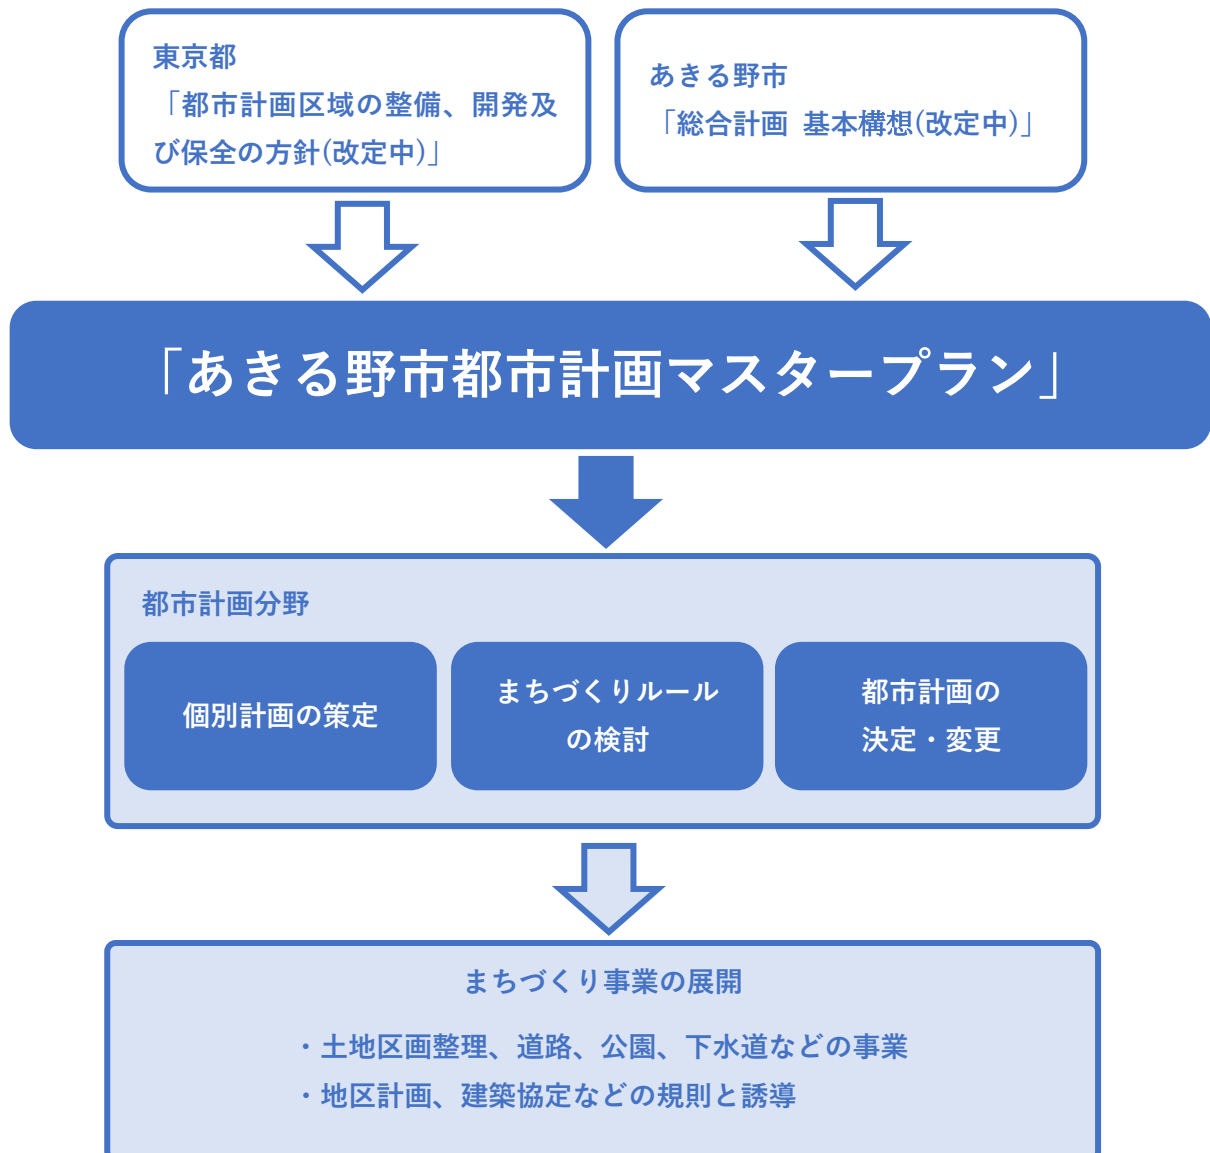 東京都
「都市計画区域の整備、開発及
び保全の方針(改定中)」
あきる野市
「総合計画 基本構想(改定中)」
「あきる野市都市計画マスタープラン」
都市計画分野
個別計画の策定
まちづくりルール
の検討
都市計画の
決定・変更
まちづくり事業の展開
・土地区画整理、道路、公園、下水道などの事業
・地区計画、建築協定などの規則と誘導